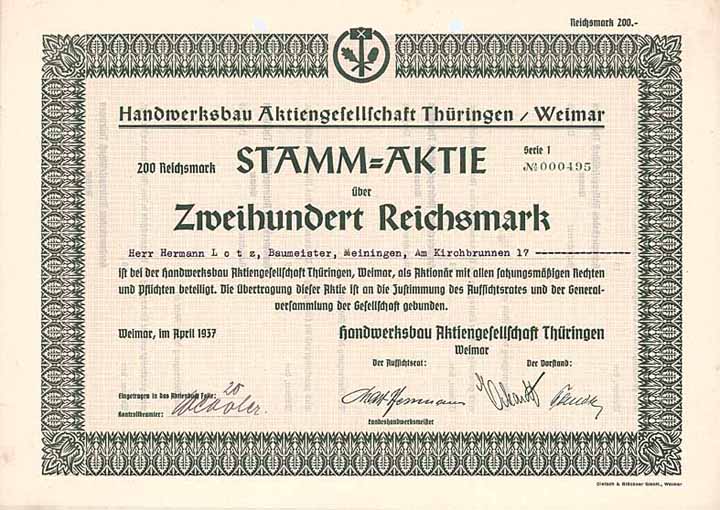 Reichsmark 200.-
Handwerksbau Aktiengesellschaft Thüringen / Weimar
200 Reichsmark STAMM=AKTIE Serie 1
№000495
über
Zweihundert Reichsmark
Herr Hermann L o t z, Baumeister, Meiningen, Am Kirchbrunnen 17 ---------------
ist bei der Handwerksbau Aktiengesellschaft Thüringen, Weimar, als Aktionär mit allen satzungsmäßigen Rechten
und Pflichten beteiligt. Die Übertragung dieser Aktie ist an die Zustimmung des Aufsichtsrates und der General-
versammlung der Gesellschaft gebunden.
Weimar, im April 1937
Handwerksbau Aktiengesellschaft Thüringen
Weimar
Der Aufsichtsrat: Der Vorstand:
Eingetragen in das Aktienbuch Folio: 20
Kontrollbeamter:
Landeshandwerksmeister
Dietsch & Brückner GmbH., Weimar